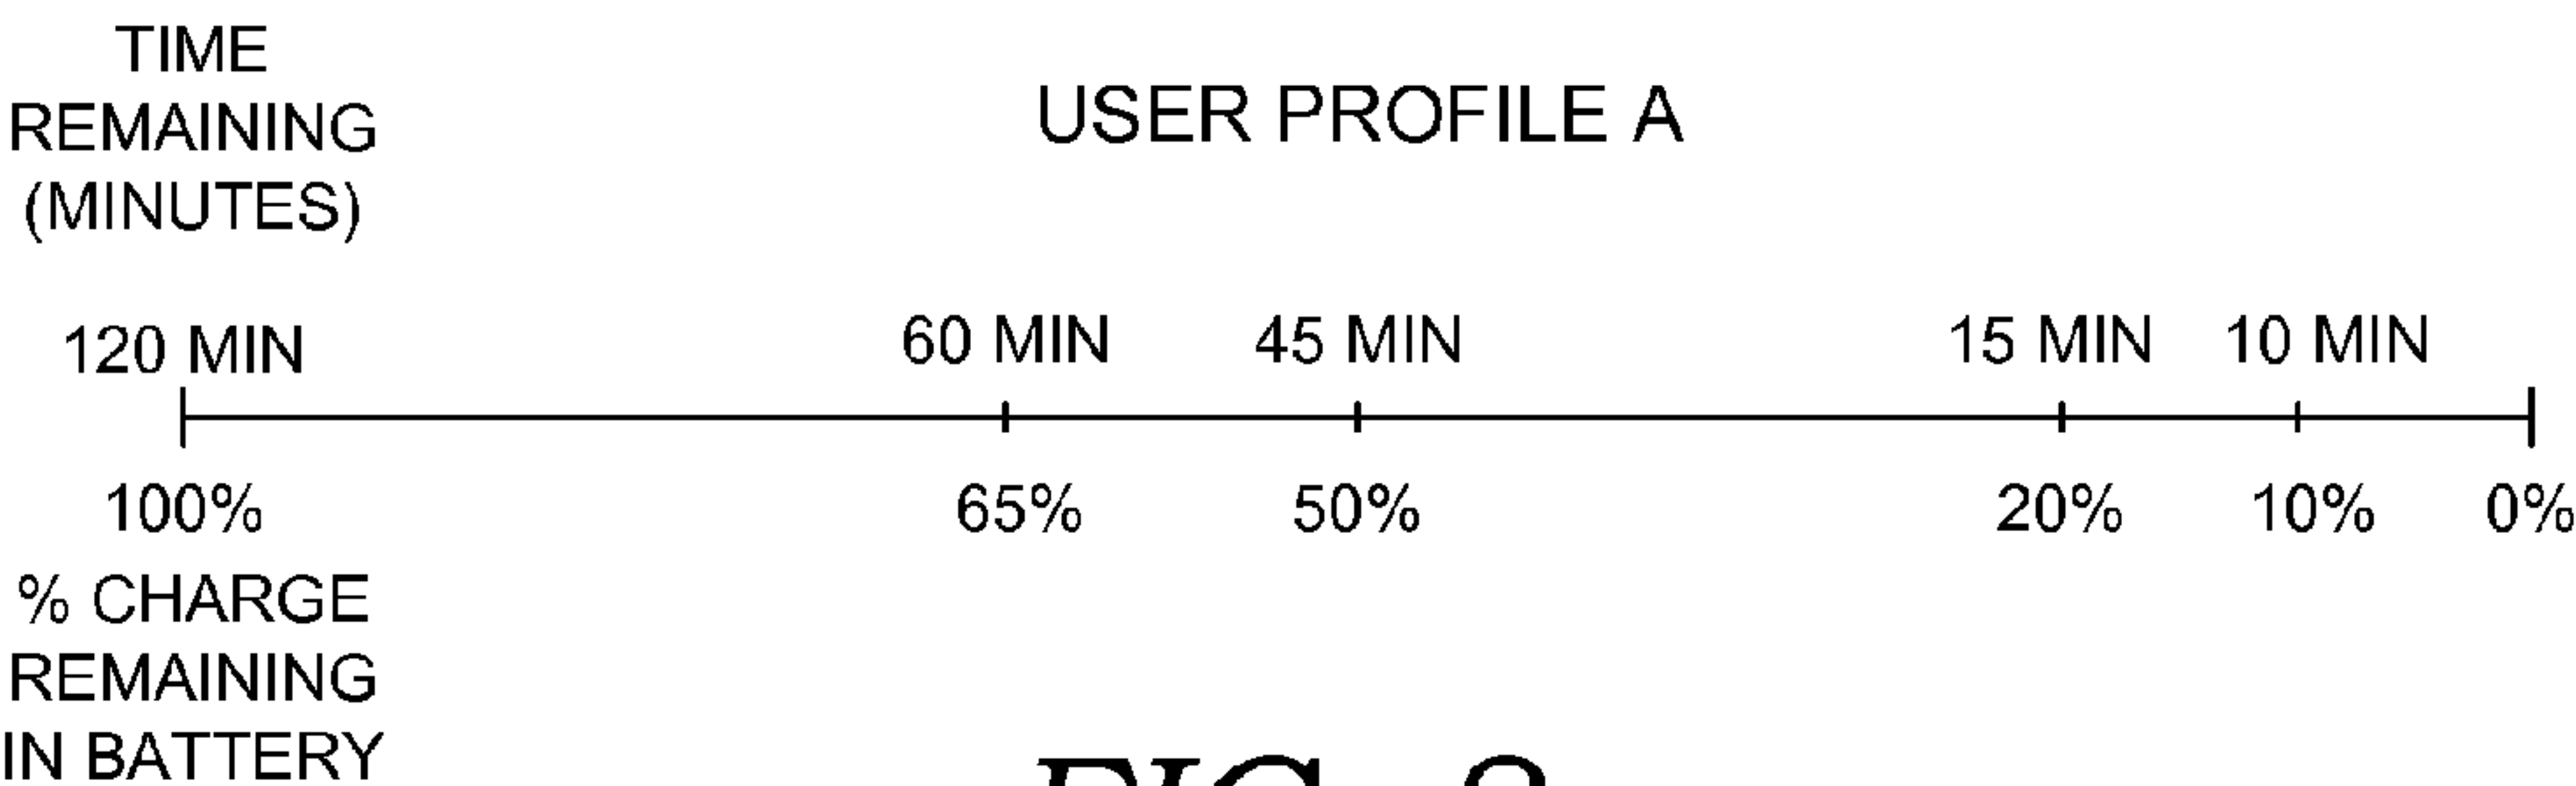 TIME
REMAINING
(MINUTES)
USER PROFILE A
120 MIN 60 MIN 45 MIN 15 MIN 10 MIN
100% 65% 50% 20% 10% 0%
% CHARGE
REMAINING
IN BATTERY